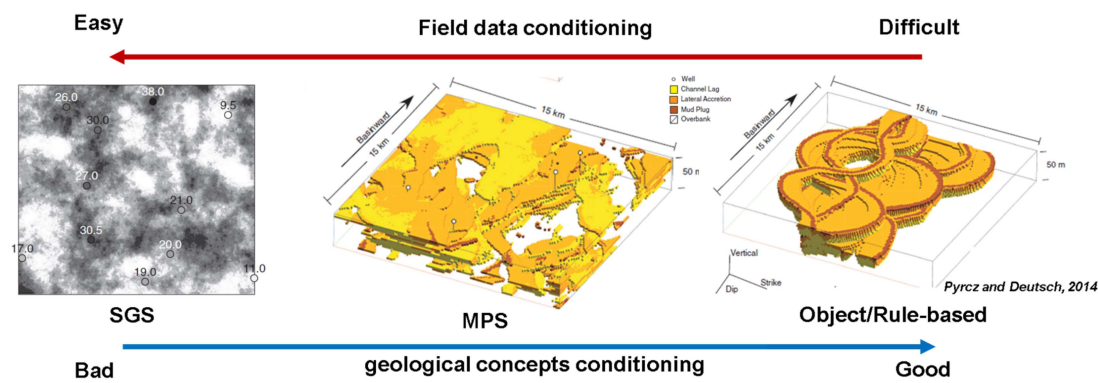 Easy
Field data conditioning
Difficult
26.0
-38.0
9.5
30.0
27.0
21.0
30.5
20.0
17.0
19.0
11.0
SGS
Basinward
15 km
15 km
50 m
Well
Channel Lag
Lateral Accretion
Mud Plug
Overbank
MPS
Basinward
15 km
15 km
50 m
Vertical
Strike
Dip
Pyrcz and Deutsch, 2014
Object/Rule-based
Bad
geological concepts conditioning
Good